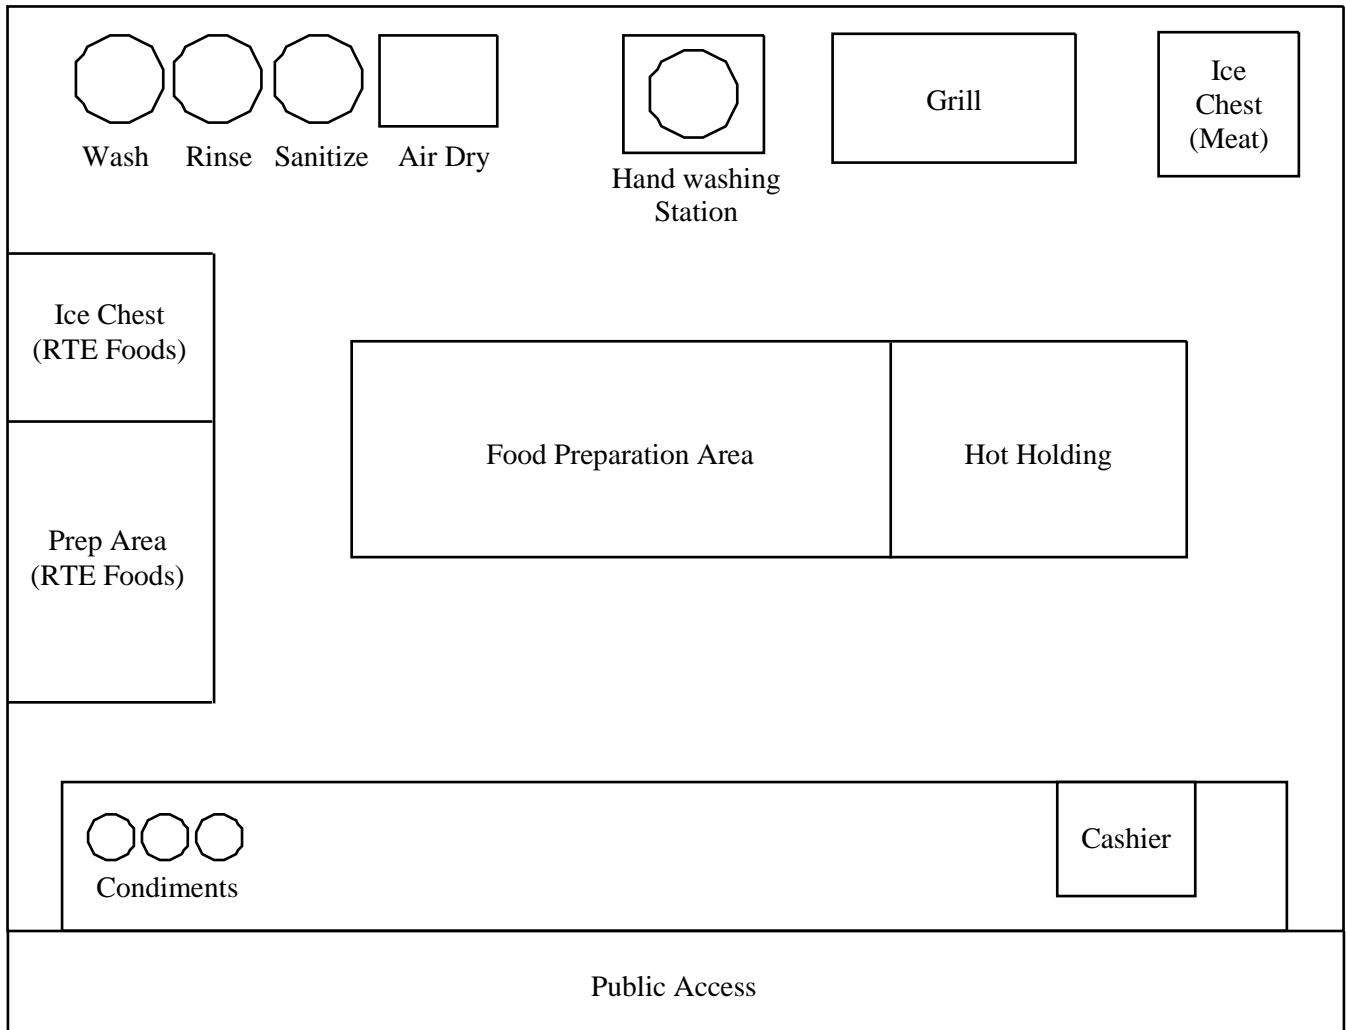 Wash
Rinse
Sanitize
Air Dry
Hand washing
Station
Grill
Ice
Chest
(Meat)
Ice Chest
(RTE Foods)
Food Preparation Area
Hot Holding
Prep Area
(RTE Foods)
Condiments
Cashier
Public Access